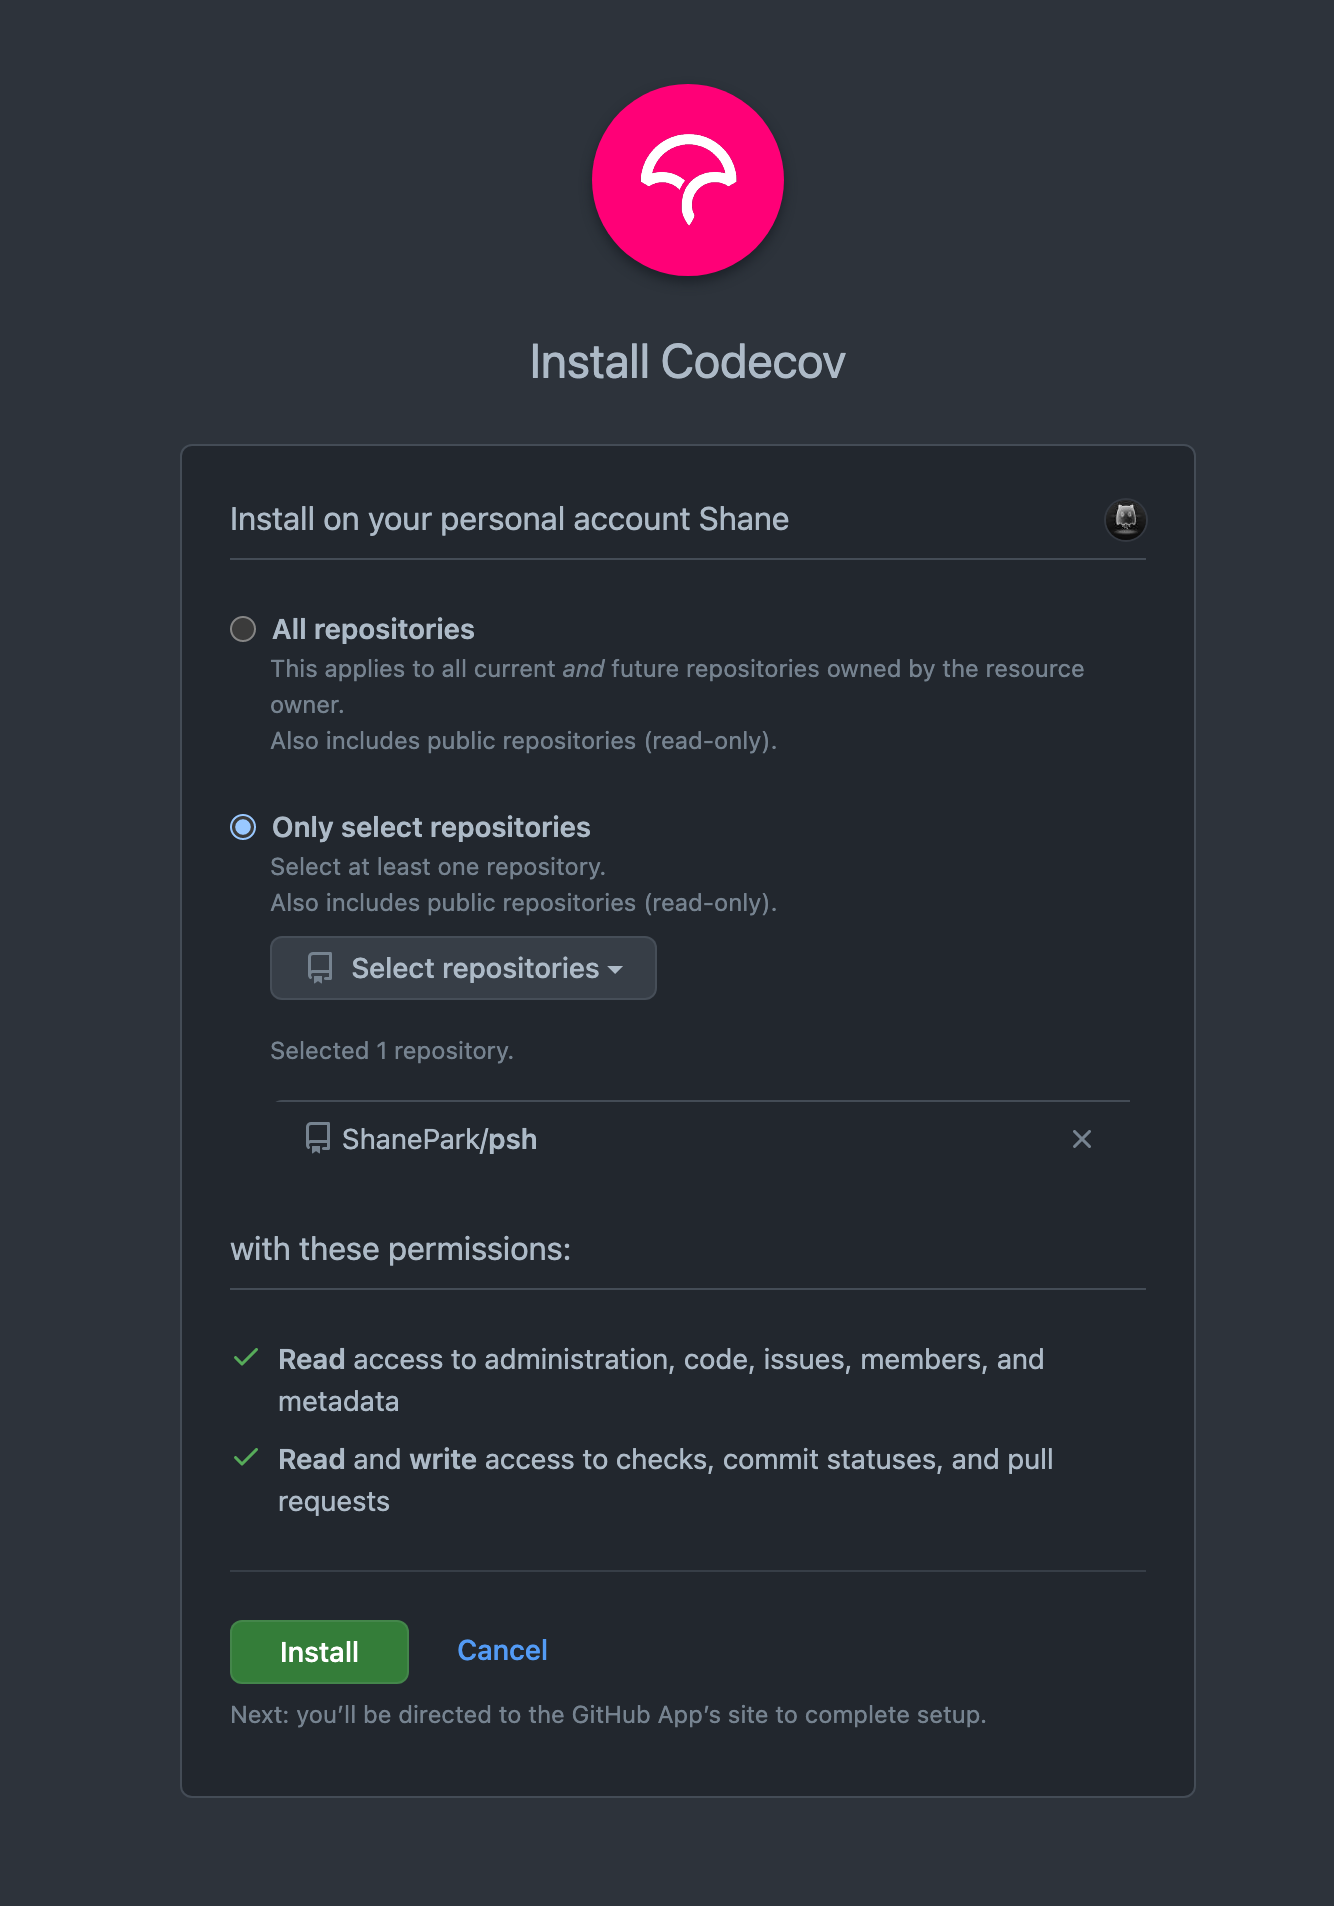 Install Codecov
Install on your personal account Shane
All repositories
This applies to all current and future repositories owned by the resource
owner.
Also includes public repositories (read-only).
Only select repositories
Select at least one repository.
Also includes public repositories (read-only).
Select repositories
Selected 1 repository.
ShanePark/psh
with these permissions:
Read access to administration, code, issues, members, and
metadata
Read and write access to checks, commit statuses, and pull
requests
Install Cancel
Next: you’ll be directed to the GitHub App’s site to complete setup.